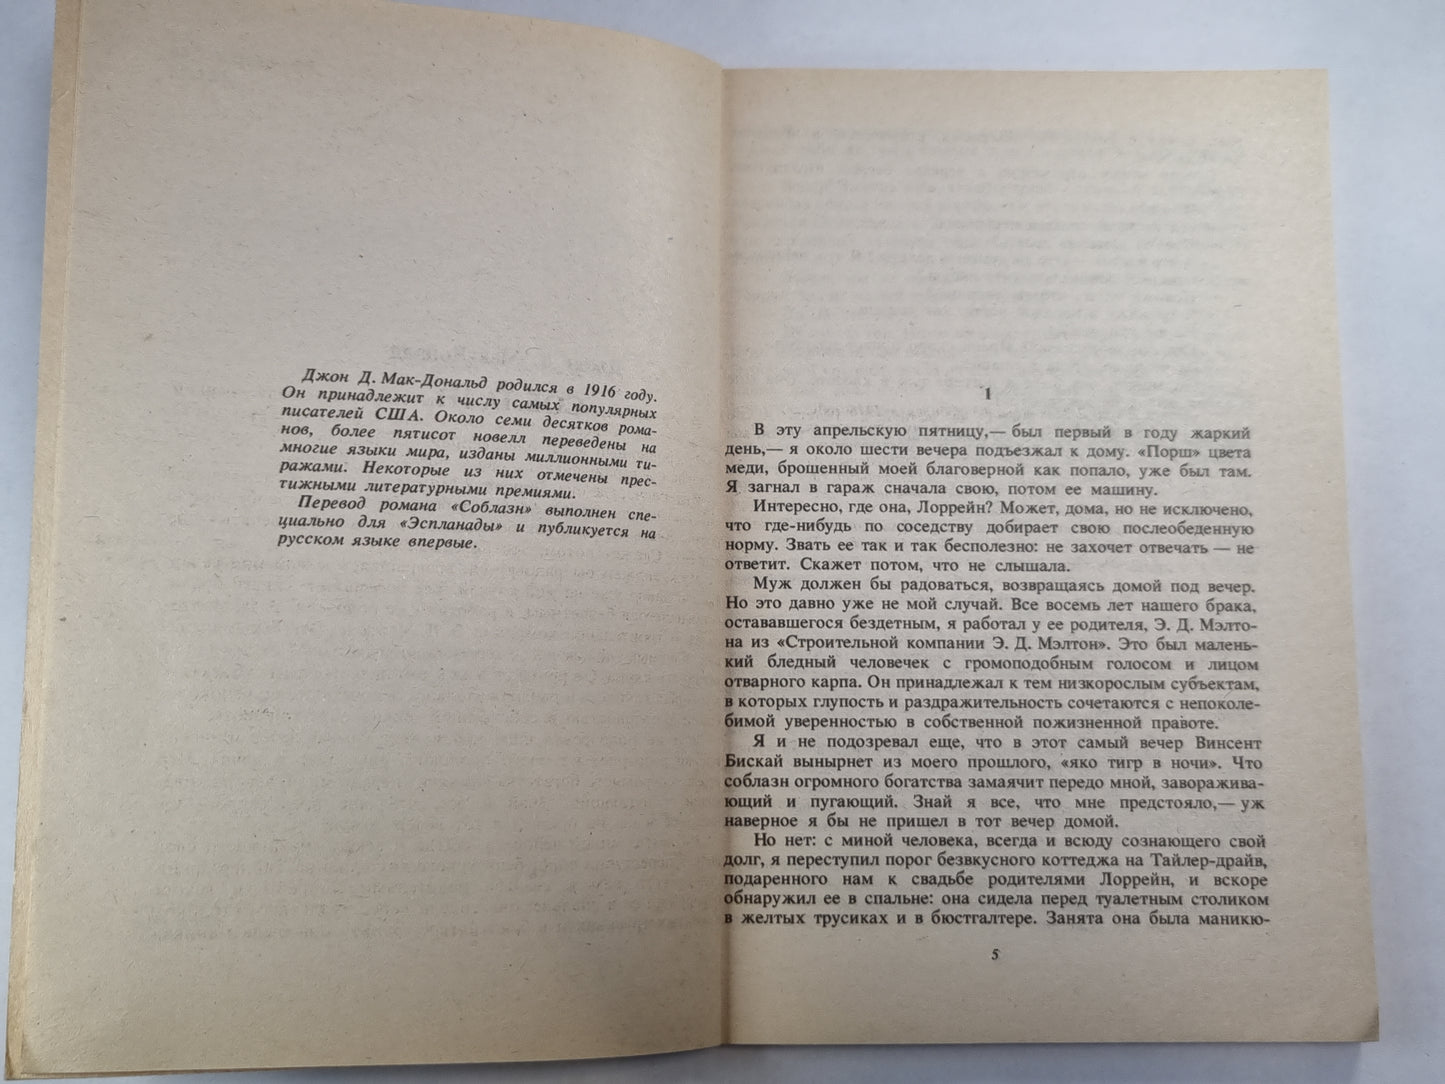 Джон Д. Мак-Дональд родился в 1916 году.
Он принадлежит к числу самых популярных
писателей США. Около семи десятков рома-
нов, более пятисот новелл переведены на
многие языки мира, изданы миллионными ти-
ражами. Некоторые из них отмечены прес-
тижными литературными премиями.
Перевод романа «Соблазн» выполнен спе-
циально для «Эспланады» и публикуется на
русском языке впервые.
1
В эту апрельскую пятницу,— был первый в году жаркий
день,— я около шести вечера подъезжал к дому. «Порш» цвета
меди, брошенный моей благоверной как попало, уже был там.
Я загнал в гараж сначала свою, потом ее машину.
Интересно, где она, Лоррейн? Может, дома, но не исключено,
что где-нибудь по соседству добирает свою послеобеденную
норму. Звать ее так и так бесполезно: не захочет отвечать — не
ответит. Скажет потом, что не слышала.
Муж должен бы радоваться, возвращаясь домой под вечер.
Но это давно уже не мой случай. Все восемь лет нашего брака,
остававшегося бездетным, я работал у ее родителя, Э. Д. Мэлто-
на из «Строительной компании Э. Д. Мэлтон». Это был малень-
кий бледный человечек с громоподобным голосом и лицом
отварного карпа. Он принадлежал к тем низкорослым субъектам,
в которых глупость и раздражительность сочетаются с непоколе-
бимой уверенностью в собственной пожизненной правоте.
Я и не подозревал еще, что в этот самый вечер Винсент
Бискай вынырнет из моего прошлого, «яко тигр в ночи». Что
соблазн огромного богатства замаячит передо мной, заворажива-
ющий и пугающий. Знай я все, что мне предстояло,— уж
наверное я бы не пришел в тот вечер домой.
Но нет: с миной человека, всегда и всюду сознающего свой
долг, я переступил порог безвкусного коттеджа на Тайлер-драйв,
подаренного нам к свадьбе родителями Лоррейн, и вскоре
обнаружил ее в спальне: она сидела перед туалетным столиком
в желтых трусиках и в бюстгалтере. Занята она была маникю-
5